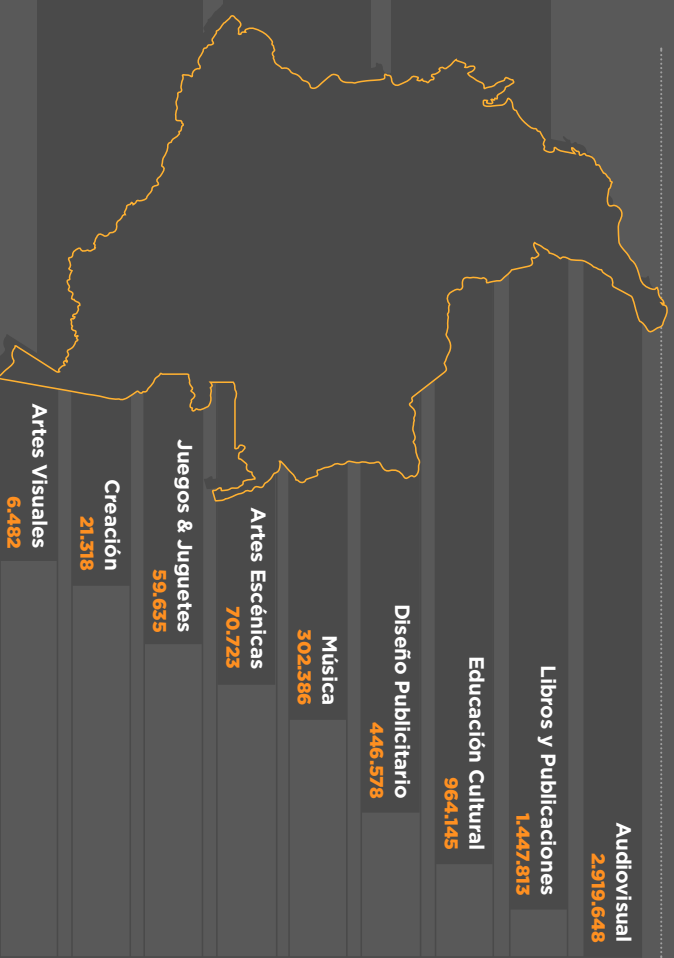 Audiovisual
2.919.648
Libros y Publicaciones
1.447.813
Educación Cultural
964.145
Diseño Publicitario
446.578
Música
302.386
Artes Escénicas
70.723
Juegos & Juguetes
59.635
Creación
21.318
Artes Visuales
6.482